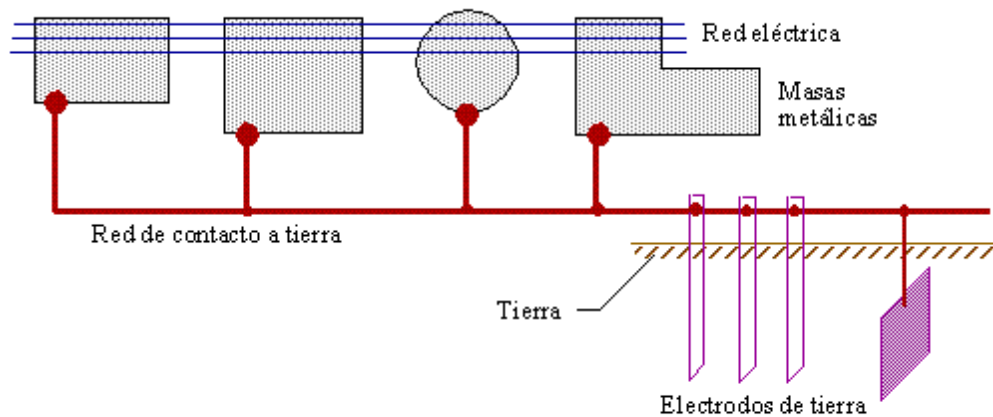 Red eléctrica
Masas
metálicas
Red de contacto a tierra
Tierra
Electrodos de tierra